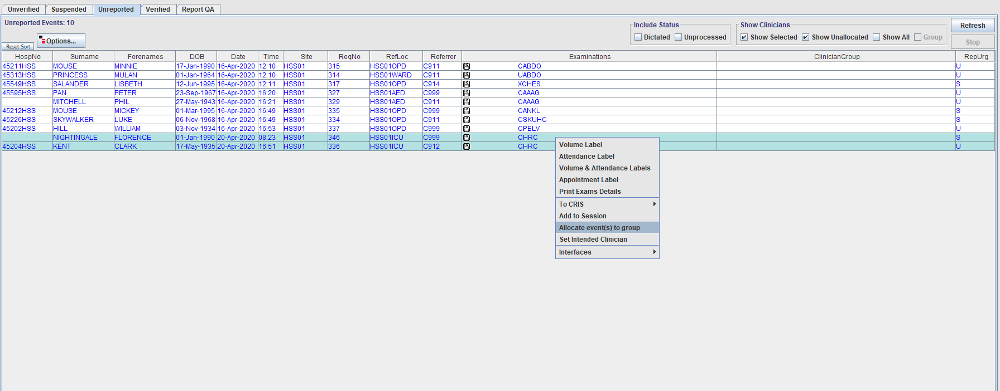 Unverified Suspended Unreported Verified Report QA
Unreported Events: 10
Include Status Show Clinicians
Dictated Unprocessed Show Selected Show Unallocated Show All Group Refresh
Reset Sort Options... Stop
HospNo Surname Forenames DOB Date Time Site ReqNo RefLoc Referrer Examinations ClinicianGroup RepUrg
45211HSS MOUSE MINNIE 17-Jan-1990 16-Apr-2020 12:10 HSS01 315 HSS01OPD C911 CABDO U
45313HSS PRINCESS MULAN 01-Jan-1964 16-Apr-2020 12:10 HSS01 314 HSS01WARD C911 UABDO U
45549HSS SALANDER LISBETH 12-Jun-1995 16-Apr-2020 12:11 HSS01 317 HSS01OPD C914 XCHES S
45595HSS PAN PETER 23-Sep-1967 16-Apr-2020 16:20 HSS01 327 HSS01AED C999 CAAAG U
MITCHELL PHIL 27-May-1943 16-Apr-2020 16:21 HSS01 329 HSS01AED C911 CAAAG U
45212HSS MOUSE MICKEY 01-Mar-1995 16-Apr-2020 16:49 HSS01 335 HSS01OPD C999 CANKL S
45226HSS SKYWALKER LUKE 06-Nov-1968 16-Apr-2020 16:49 HSS01 334 HSS01OPD C911 CSKUHC S
45202HSS HILL WILLIAM 03-Nov-1934 16-Apr-2020 16:53 HSS01 337 HSS01OPD C999 CPELV U
NIGHTINGALE FLORENCE 01-Jan-1990 20-Apr-2020 08:23 HSS01 346 HSS01ICU C999 CHRC S
45204HSS KENT CLARK 17-May-1935 20-Apr-2020 16:51 HSS01 336 HSS01ICU C912 CHRC U
Volume Label
Attendance Label
Volume & Attendance Labels
Appointment Label
Print Exams Details
To CRIS
Add to Session
Allocate event(s) to group
Set Intended Clinician
Interfaces